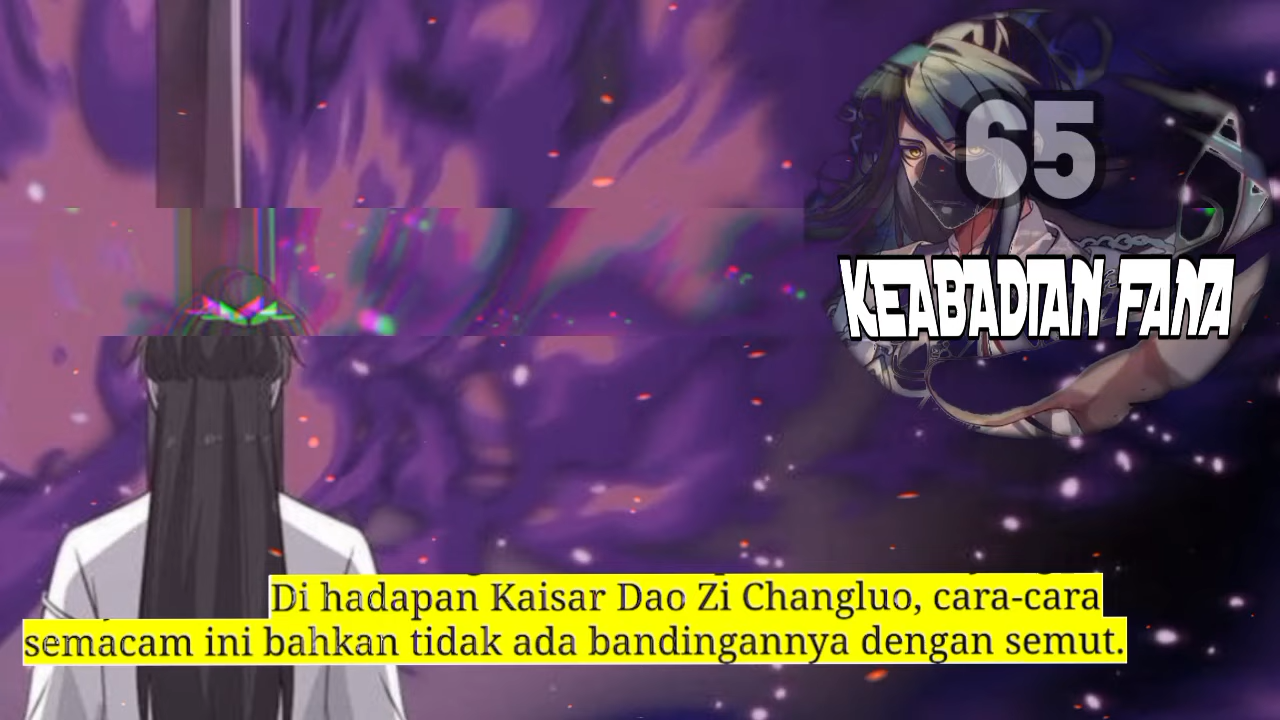 65
KEABADIAN FANA
Di hadapan Kaisar Dao Zi Changluo, cara-cara
semacam ini bahkan tidak ada bandingannya dengan semut.